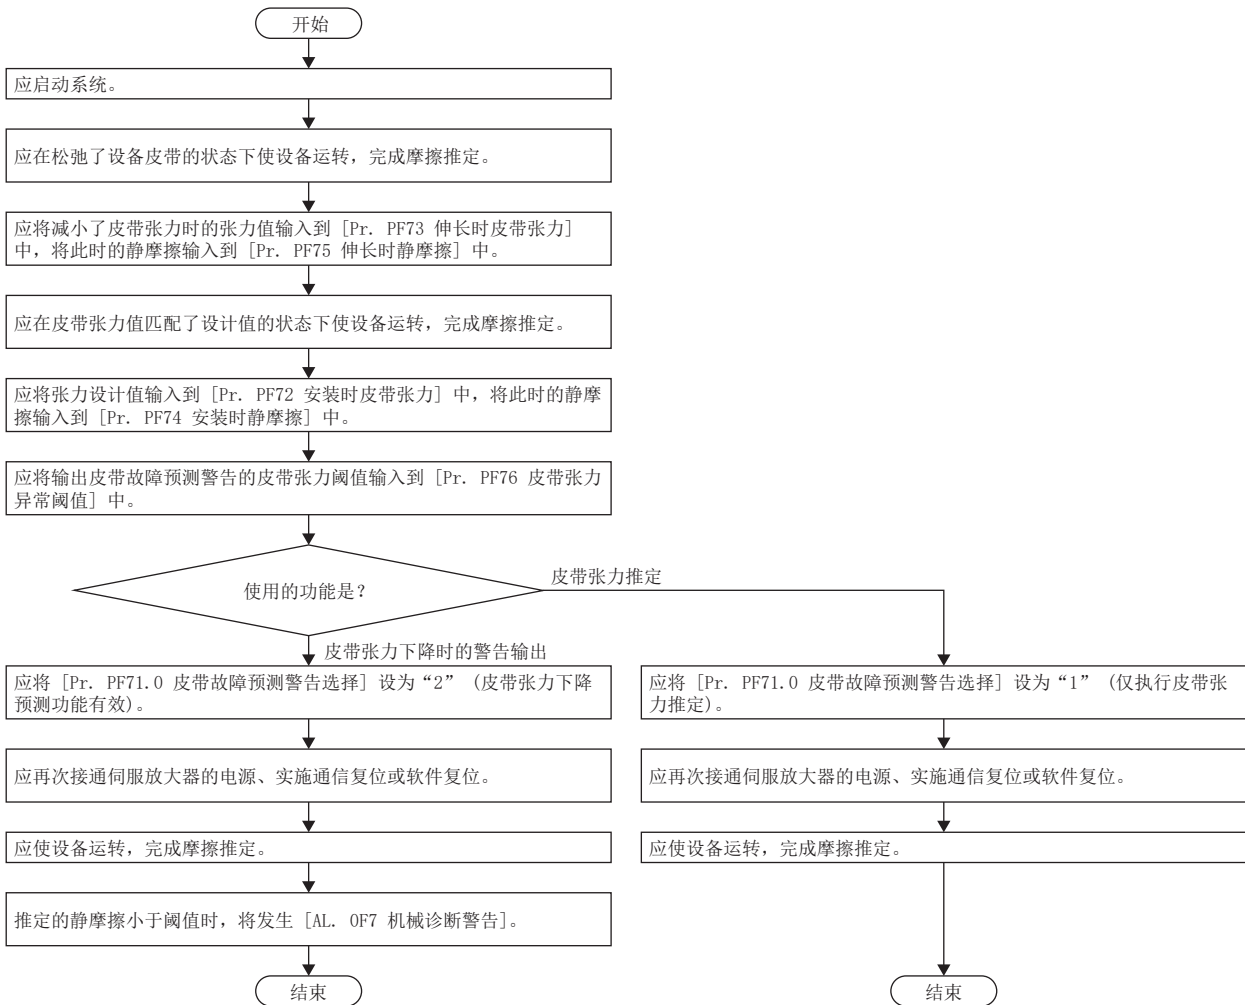 开始
应启动系统。
应在松弛了设备皮带的状态下使设备运转，完成摩擦推定。
应将减小了皮带张力时的张力值输入到 [Pr. PF73 伸长时皮带张力]
中，将此时的静摩擦输入到 [Pr. PF75 伸长时静摩擦] 中。
应在皮带张力值匹配了设计值的状态下使设备运转，完成摩擦推定。
应将张力设计值输入到 [Pr. PF72 安装时皮带张力] 中，将此时的静摩
擦输入到 [Pr. PF74 安装时静摩擦] 中。
应将输出皮带故障预测警告的皮带张力阈值输入到 [Pr. PF76 皮带张力
异常阈值] 中。
使用的功能是？
皮带张力推定
皮带张力下降时的警告输出
应将 [Pr. PF71.0 皮带故障预测警告选择] 设为“2” (皮带张力下降
预测功能有效)。
应再次接通伺服放大器的电源、实施通信复位或软件复位。
应使设备运转，完成摩擦推定。
推定的静摩擦小于阈值时，将发生 [AL. 0F7 机械诊断警告]。
结束
应将 [Pr. PF71.0 皮带故障预测警告选择] 设为“1” (仅执行皮带张
力推定)。
应再次接通伺服放大器的电源、实施通信复位或软件复位。
应使设备运转，完成摩擦推定。
结束